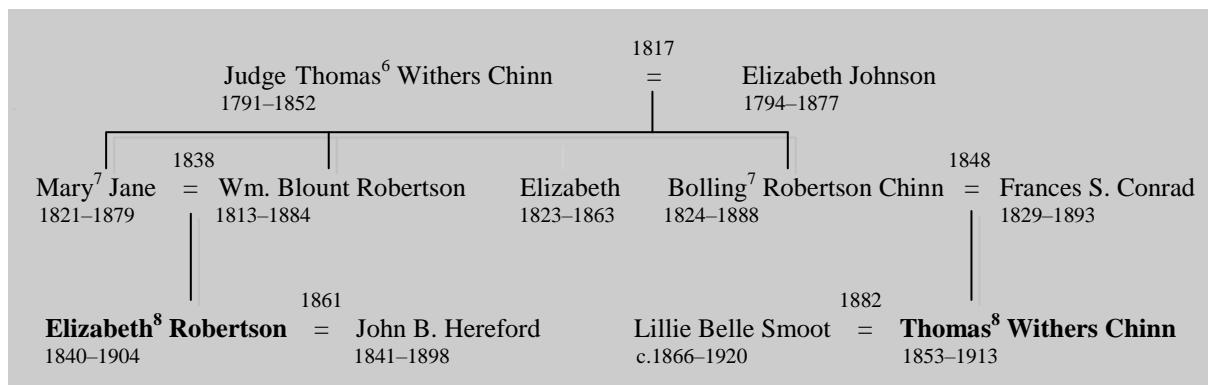 1817
Judge Thomas⁶ Withers Chinn = Elizabeth Johnson
1791–1852 1794–1877
1838 1848
Mary⁷ Jane = Wm. Blount Robertson Elizabeth Bolling⁷ Robertson Chinn = Frances S. Conrad
1821–1879 1813–1884 1823–1863 1824–1888 1829–1893
1861 1882
Elizabeth⁸ Robertson = John B. Hereford Lillie Belle Smoot = Thomas⁸ Withers Chinn
1840–1904 1841–1898 c.1866–1920 1853–1913